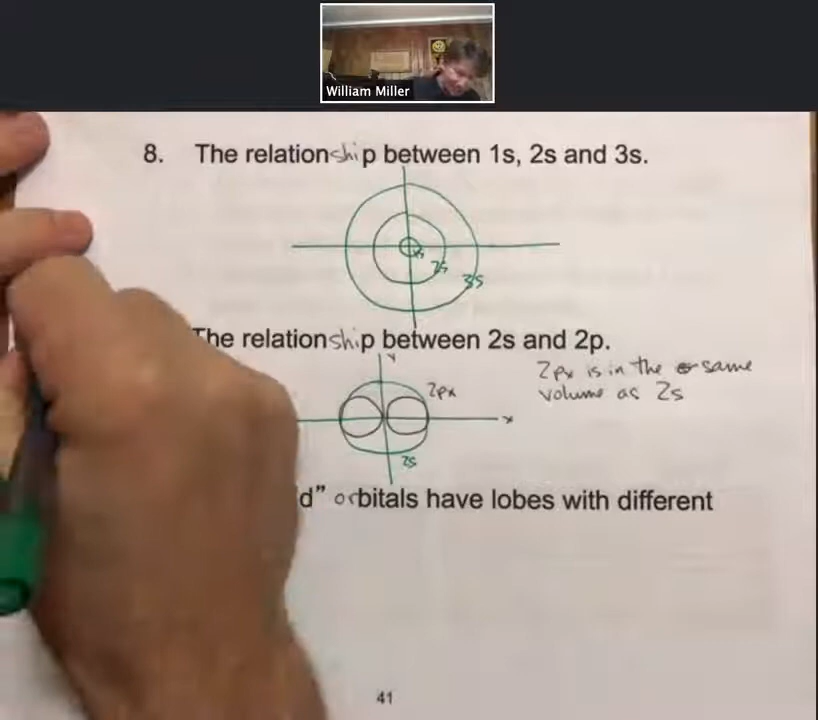 William Miller
8. The relationship between 1s, 2s and 3s.
1s
2s
3s
The relationship between 2s and 2p.
y
2px is in the same
volume as 2s
2px
x
2s
d" orbitals have lobes with different
41